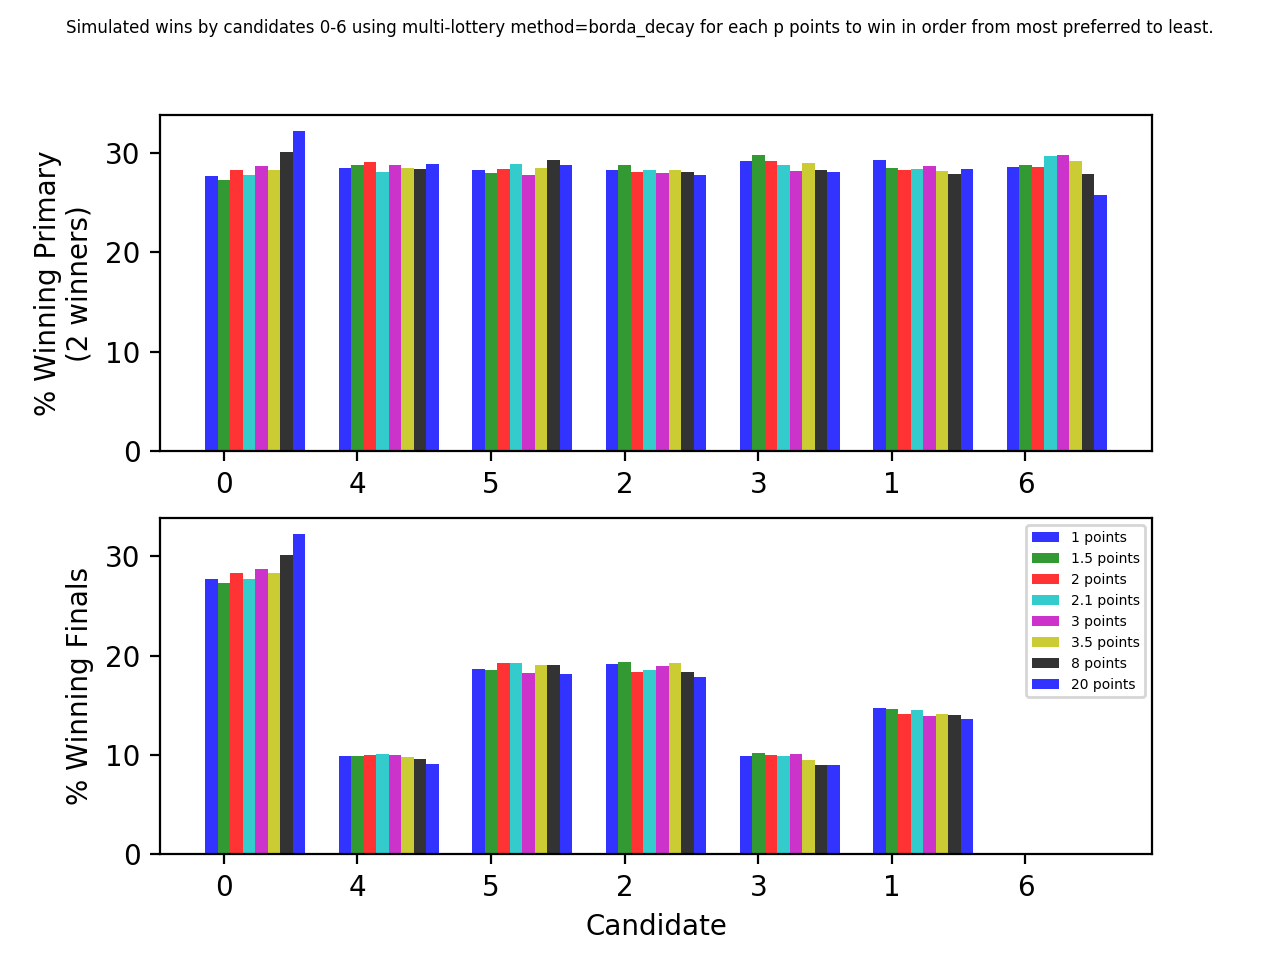 Simulated wins by candidates 0-6 using multi-lottery method=borda_decay for each p points to win in order from most preferred to least.
% Winning Primary
(2 winners)
30
20
10
0
0 4 5 2 3 1 6
% Winning Finals
30
20
10
0
1 points
1.5 points
2 points
2.1 points
3 points
3.5 points
8 points
20 points
0 4 5 2 3 1 6
Candidate